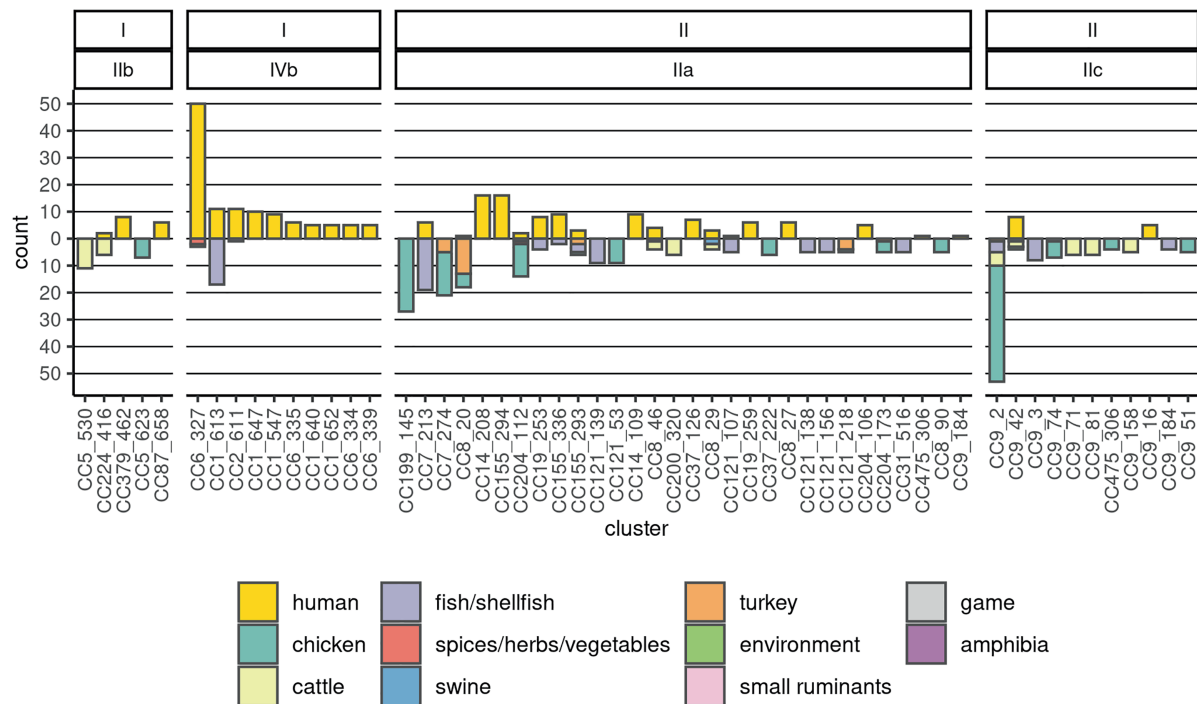 I I II II
IIb IVb IIa IIc
count
50
40
30
20
10
0
10
20
30
40
50
CC5_530
CC224_416
CC379_462
CC5_623
CC87_658
CC6_327
CC1_613
CC2_611
CC1_647
CC1_547
CC6_335
CC1_640
CC1_652
CC6_334
CC6_339
CC199_145
CC7_213
CC7_274
CC8_20
CC14_208
CC155_294
CC204_112
CC19_253
CC155_336
CC155_293
CC121_139
CC121_53
CC14_109
CC8_46
CC200_320
CC37_126
CC8_29
CC121_107
CC19_259
CC37_222
CC8_27
CC121_138
CC121_156
CC121_218
CC204_106
CC204_173
CC31_516
CC475_306
CC8_90
CC9_184
CC9_2
CC9_42
CC9_3
CC9_74
CC9_71
CC9_81
CC475_306
CC9_158
CC9_16
CC9_184
CC9_51
cluster
human fish/shellfish turkey game
chicken spices/herbs/vegetables environment amphibia
cattle swine small ruminants